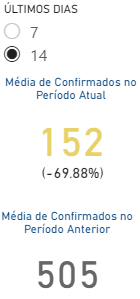 ÚLTIMOS DIAS
7
14
Média de Confirmados no
Período Atual
152
(-69.88%)
Média de Confirmados no
Período Anterior
505